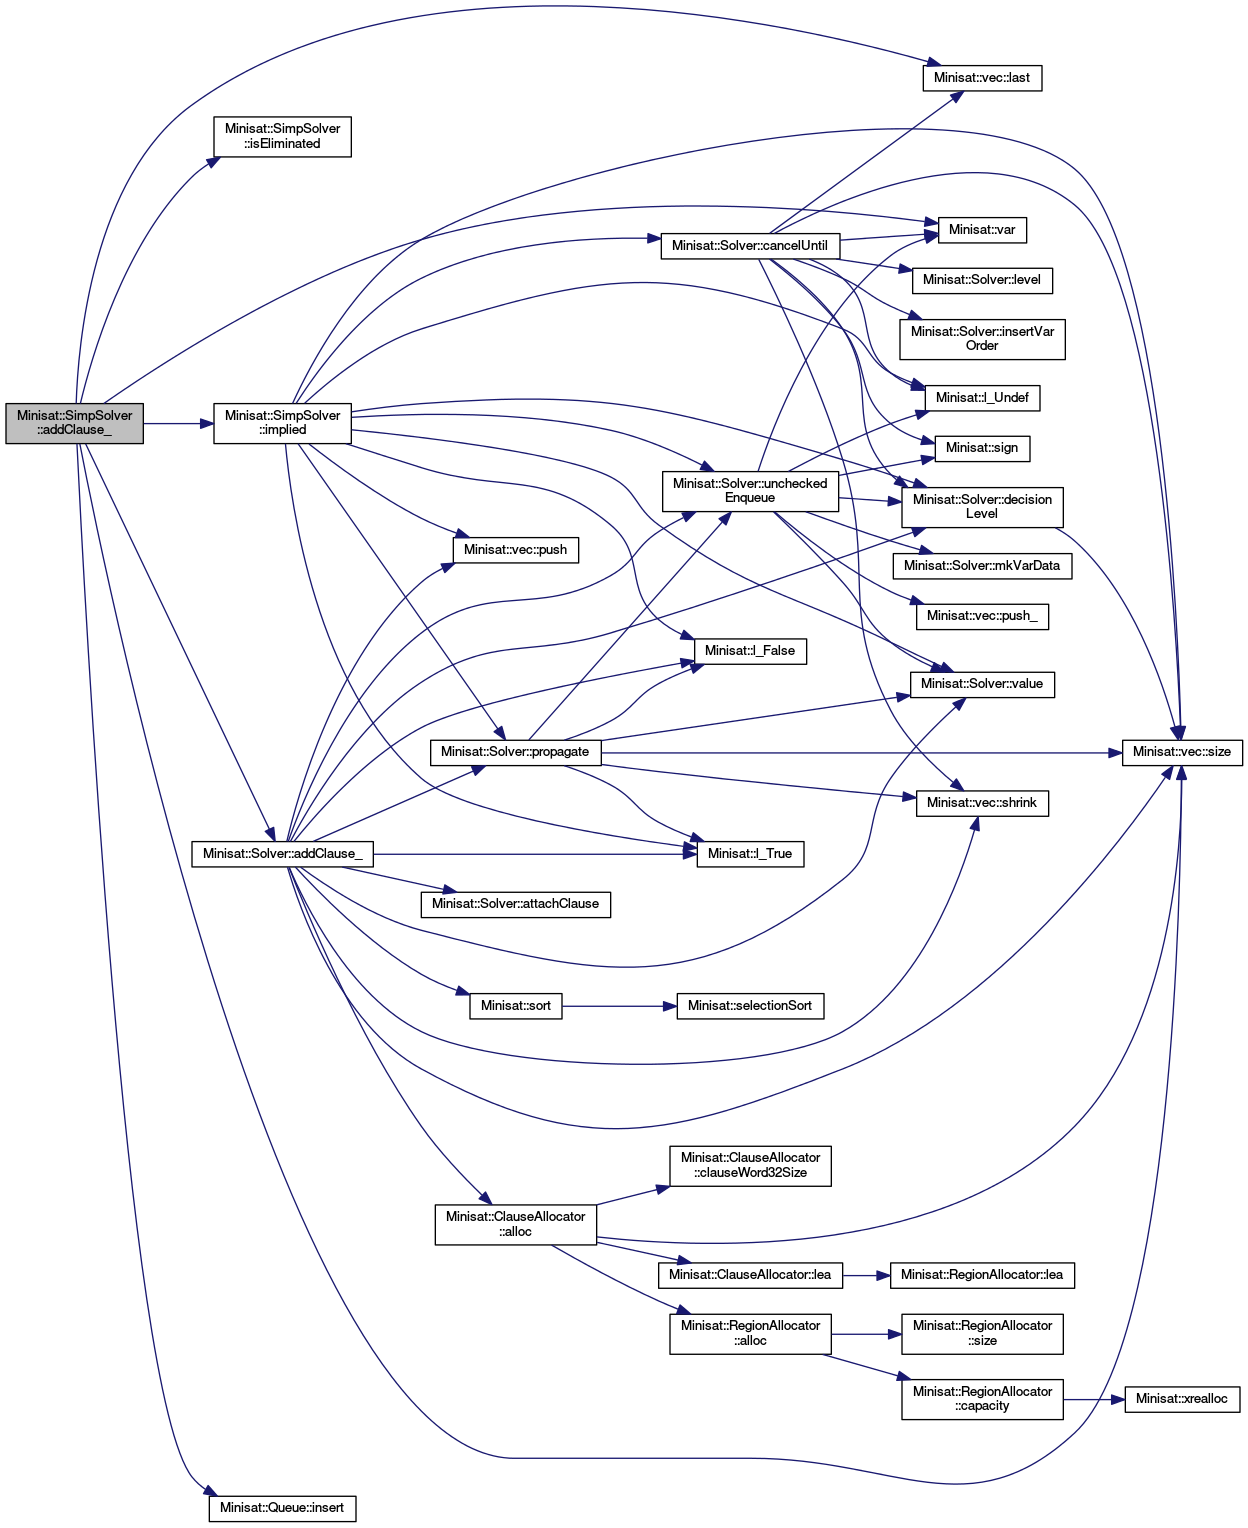 Minisat::vec::last
Minisat::SimpSolver
::isEliminated
Minisat::var
Minisat::Solver::cancelUntil
Minisat::Solver::level
Minisat::Solver::insertVar
Order
Minisat::l_Undef
Minisat::SimpSolver
::addClause_
Minisat::SimpSolver
::implied
Minisat::sign
Minisat::Solver::unchecked
Enqueue
Minisat::Solver::decision
Level
Minisat::vec::push
Minisat::Solver::mkVarData
Minisat::vec::push_
Minisat::l_False
Minisat::Solver::value
Minisat::Solver::propagate
Minisat::vec::size
Minisat::vec::shrink
Minisat::Solver::addClause_
Minisat::l_True
Minisat::Solver::attachClause
Minisat::sort
Minisat::selectionSort
Minisat::ClauseAllocator
::clauseWord32Size
Minisat::ClauseAllocator
::alloc
Minisat::ClauseAllocator::lea
Minisat::RegionAllocator::lea
Minisat::RegionAllocator
::alloc
Minisat::RegionAllocator
::size
Minisat::RegionAllocator
::capacity
Minisat::xrealloc
Minisat::Queue::insert